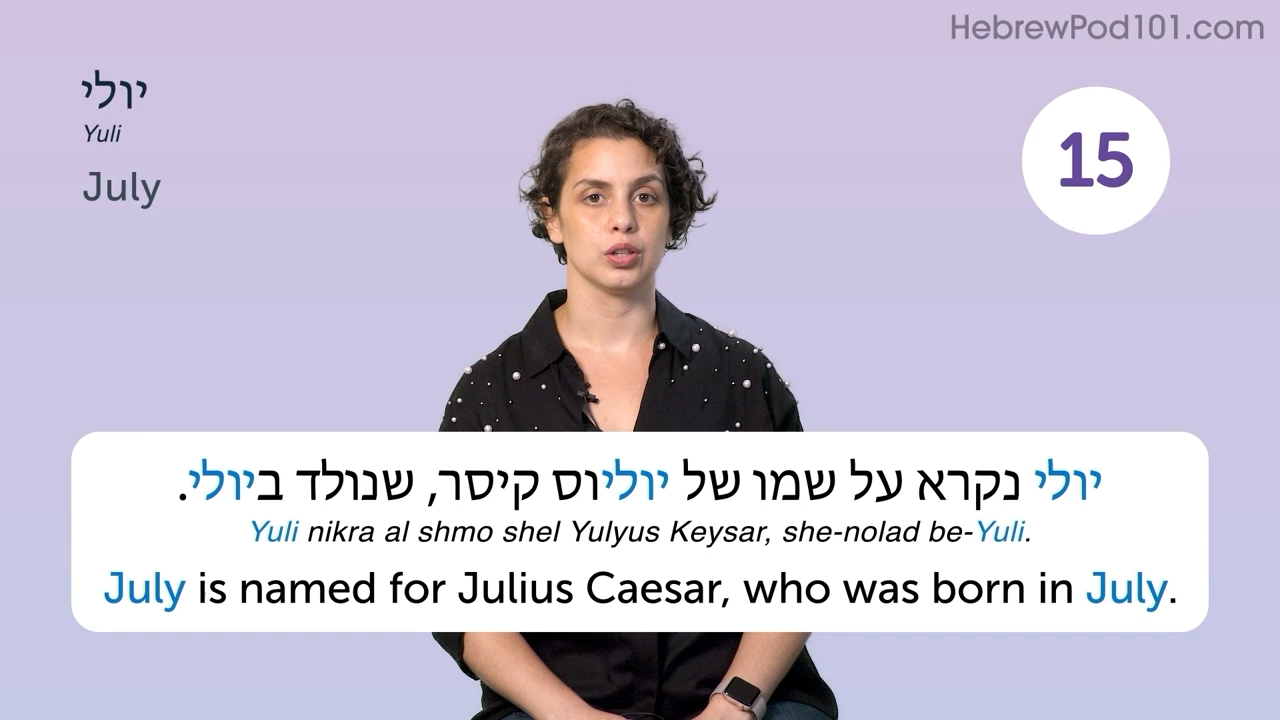 HebrewPod101.com
יולי
Yuli
July
15
יולי נקרא על שמו של יוליוס קיסר, שנולד ביולי.
Yuli nikra al shmo shel Yulyus Keysar, she-nolad be-Yuli.
July is named for Julius Caesar, who was born in July.